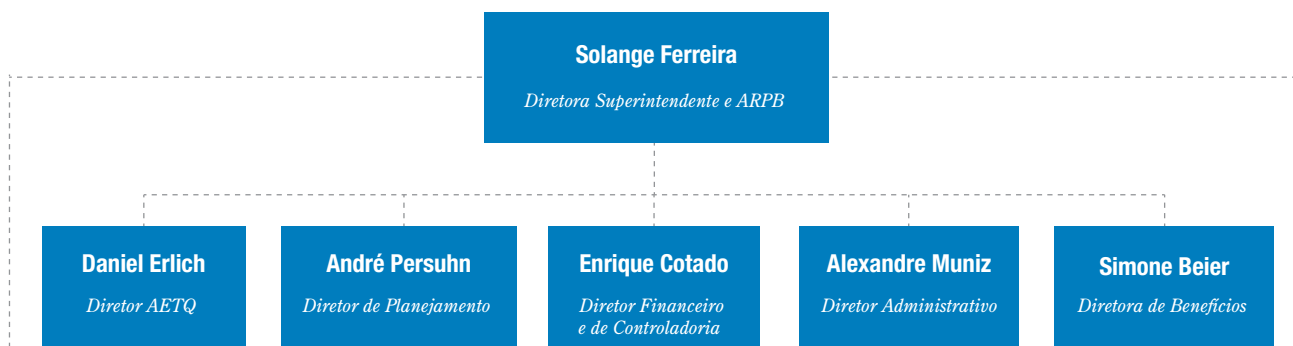 Solange Ferreira
Diretora Superintendente e ARPB
Daniel Erlich
Diretor AETQ
André Persuhn
Diretor de Planejamento
Enrique Cotado
Diretor Financeiro
e de Controladoria
Alexandre Muniz
Diretor Administrativo
Simone Beier
Diretora de Benefícios